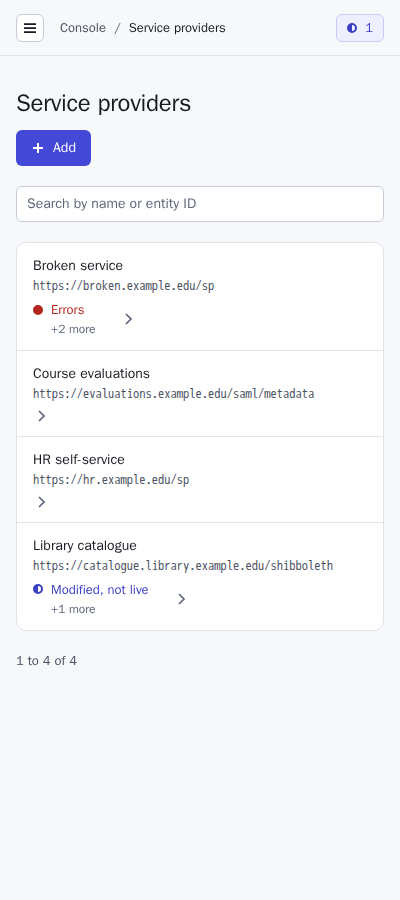 Console / Service providers
1
Service providers
Add
Search by name or entity ID
Broken service
https://broken.example.edu/sp
Errors
+2 more
Course evaluations
https://evaluations.example.edu/saml/metadata
HR self-service
https://hr.example.edu/sp
Library catalogue
https://catalogue.library.example.edu/shibboleth
Modified, not live
+1 more
1 to 4 of 4